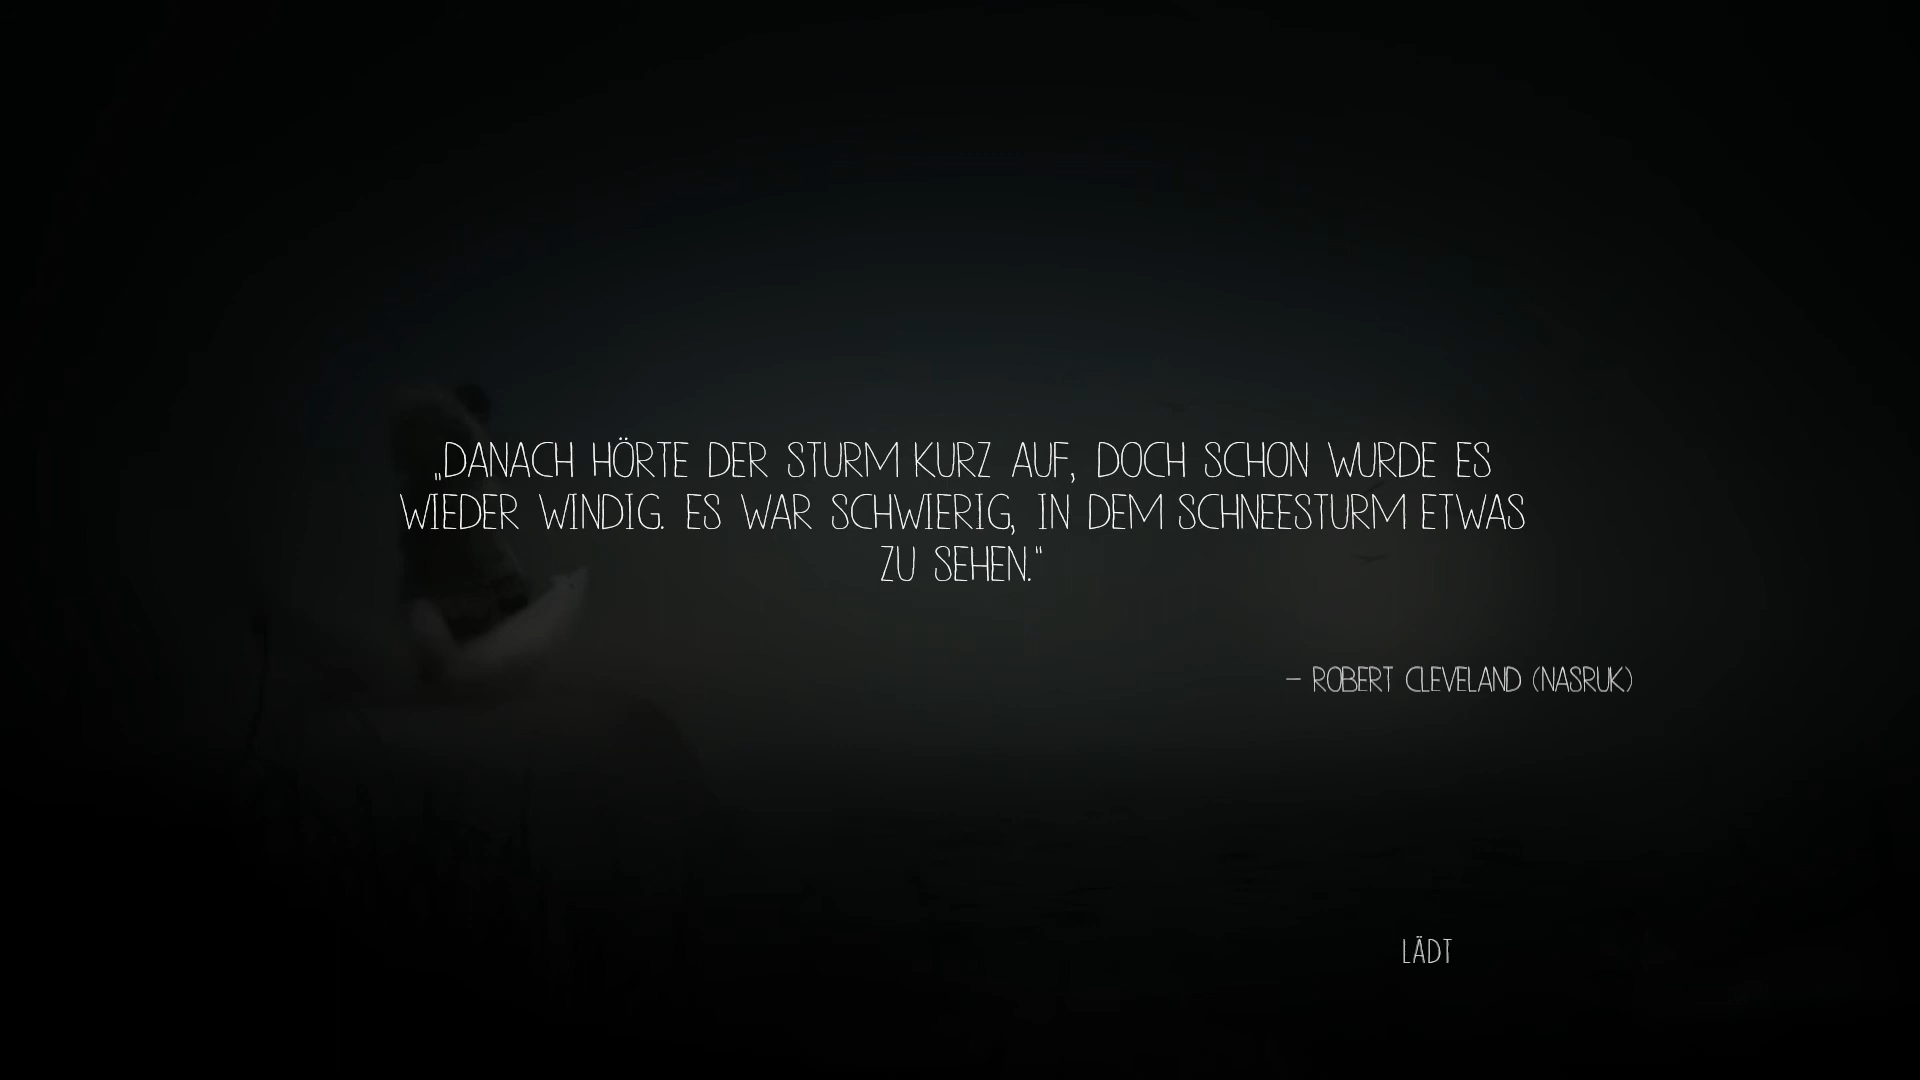 „DANACH HÖRTE DER STURM KURZ AUF, DOCH SCHON WURDE ES
WIEDER WINDIG. ES WAR SCHWIERIG, IN DEM SCHNEESTURM ETWAS
ZU SEHEN.“
– ROBERT CLEVELAND (NASRUK)
LÄDT